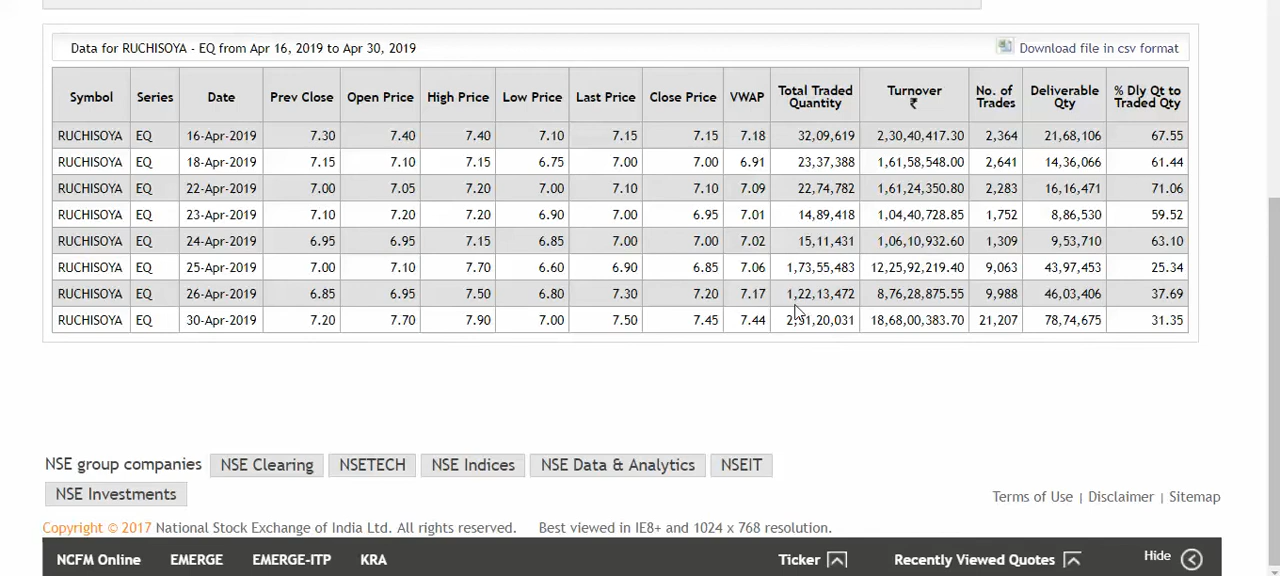 Data for RUCHISOYA - EQ from Apr 16, 2019 to Apr 30, 2019 Download file in csv format
Symbol Series Date Prev Close Open Price High Price Low Price Last Price Close Price VWAP Total Traded Quantity Turnover ₹ No. of Trades Deliverable Qty % Dly Qt to Traded Qty
RUCHISOYA EQ 16-Apr-2019 7.30 7.40 7.40 7.10 7.15 7.15 7.18 32,09,619 2,30,40,417.30 2,364 21,68,106 67.55
RUCHISOYA EQ 18-Apr-2019 7.15 7.10 7.15 6.75 7.00 7.00 6.91 23,37,388 1,61,58,548.00 2,641 14,36,066 61.44
RUCHISOYA EQ 22-Apr-2019 7.00 7.05 7.20 7.00 7.10 7.10 7.09 22,74,782 1,61,24,350.80 2,283 16,16,471 71.06
RUCHISOYA EQ 23-Apr-2019 7.10 7.20 7.20 6.90 7.00 6.95 7.01 14,89,418 1,04,40,728.85 1,752 8,86,530 59.52
RUCHISOYA EQ 24-Apr-2019 6.95 6.95 7.15 6.85 7.00 7.00 7.02 15,11,431 1,06,10,932.60 1,309 9,53,710 63.10
RUCHISOYA EQ 25-Apr-2019 7.00 7.10 7.70 6.60 6.90 6.85 7.06 1,73,55,483 12,25,92,219.40 9,063 43,97,453 25.34
RUCHISOYA EQ 26-Apr-2019 6.85 6.95 7.50 6.80 7.30 7.20 7.17 1,22,13,472 8,76,28,875.55 9,988 46,03,406 37.69
RUCHISOYA EQ 30-Apr-2019 7.20 7.70 7.90 7.00 7.50 7.45 7.44 2,51,20,031 18,68,00,383.70 21,207 78,74,675 31.35
NSE group companies NSE Clearing NSETECH NSE Indices NSE Data & Analytics NSEIT
NSE Investments
Terms of Use | Disclaimer | Sitemap
Copyright © 2017 National Stock Exchange of India Ltd. All rights reserved. Best viewed in IE8+ and 1024 x 768 resolution.
NCFM Online EMERGE EMERGE-ITP KRA Ticker Recently Viewed Quotes Hide